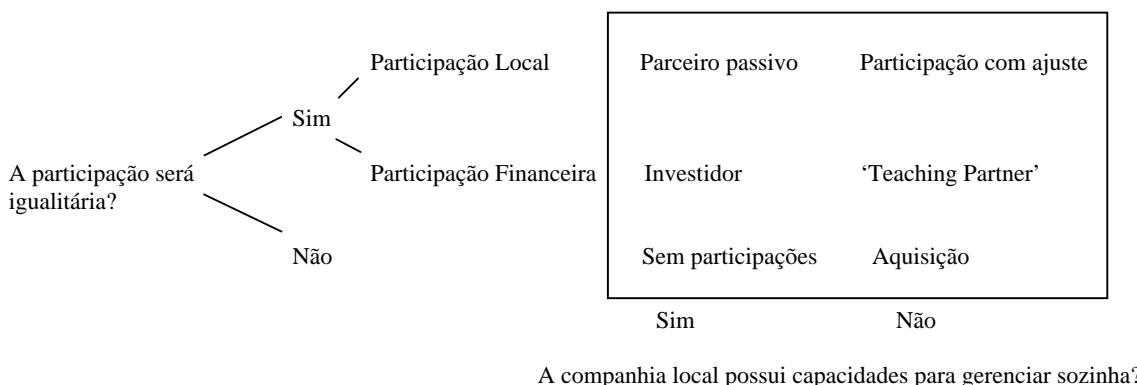 Participação Local
Parceiro passivo
Participação com ajuste
Sim
A participação será
igualitária?
Participação Financeira
Investidor
‘Teaching Partner’
Não
Sem participações
Aquisição
Sim
Não
A companhia local possui capacidades para gerenciar sozinha?